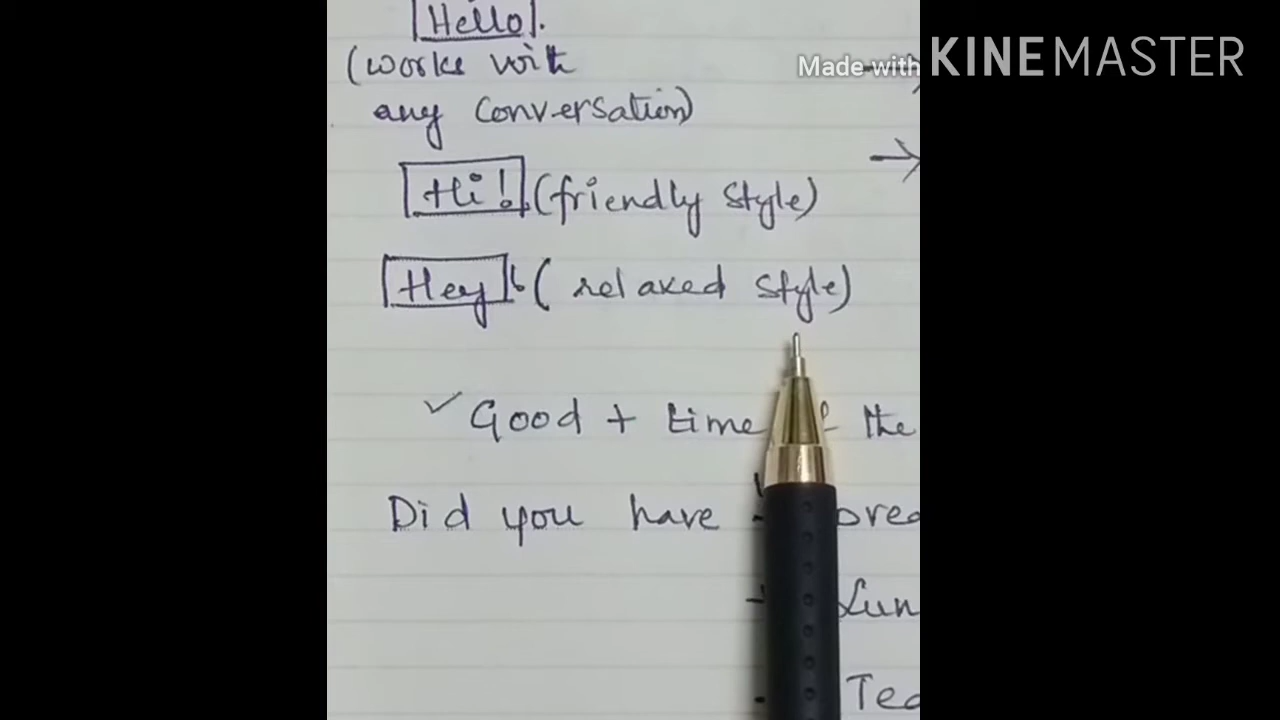 Hello.
(works with
any conversation)
Hi! (friendly style)
Hey! (relaxed style)
✓ Good + time the
Did you have
Made with KINEMASTER